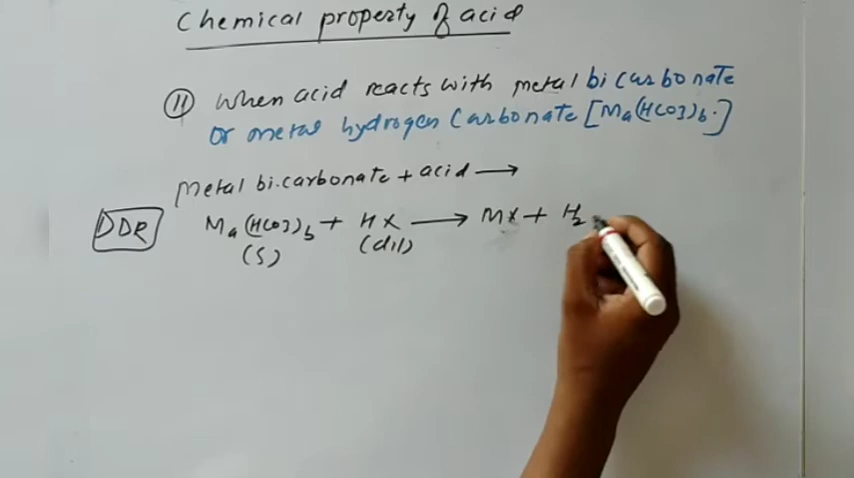 Chemical property of acid
(11) When acid reacts with metal bicarbonate
or metal hydrogen carbonate [Ma(HCO3)b.]
Metal bi.carbonate + acid →
DDR Ma(HCO3)b + HX → MX + H2
(S) (dil)